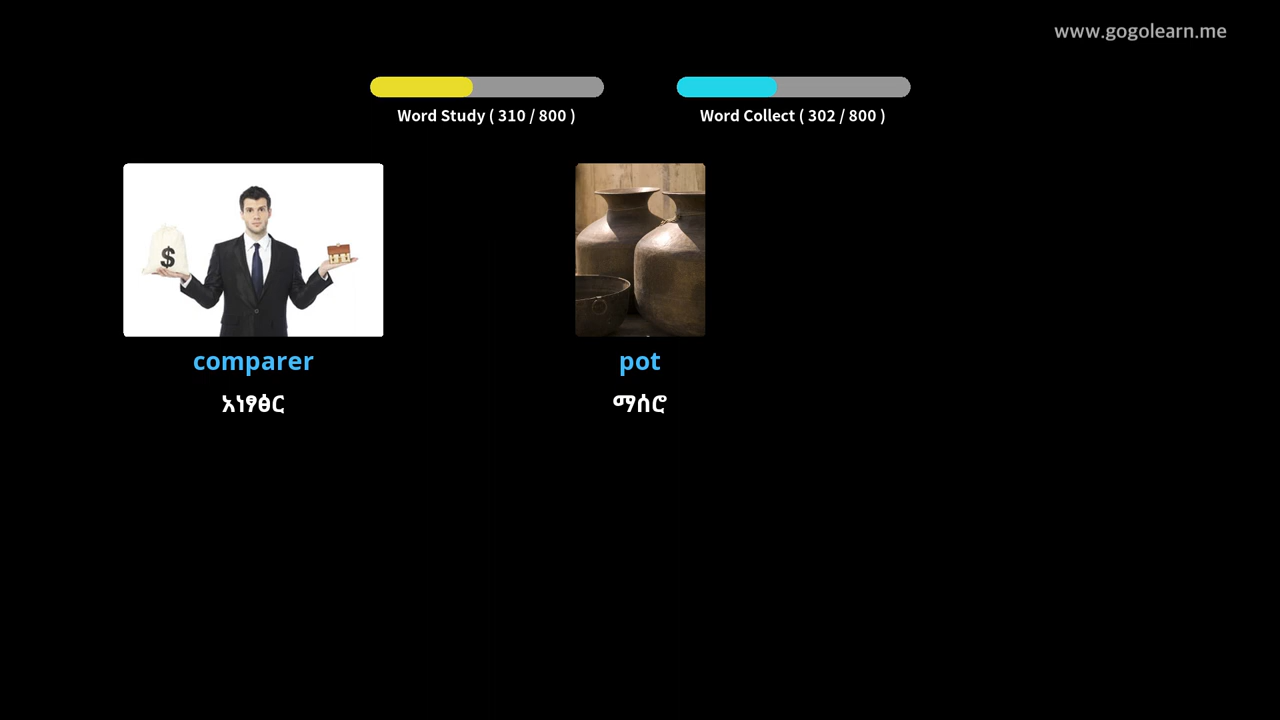 www.gogolearn.me
Word Study ( 310 / 800 )
Word Collect ( 302 / 800 )
$
comparer
pot
አነፃፅር
ማሰሮ